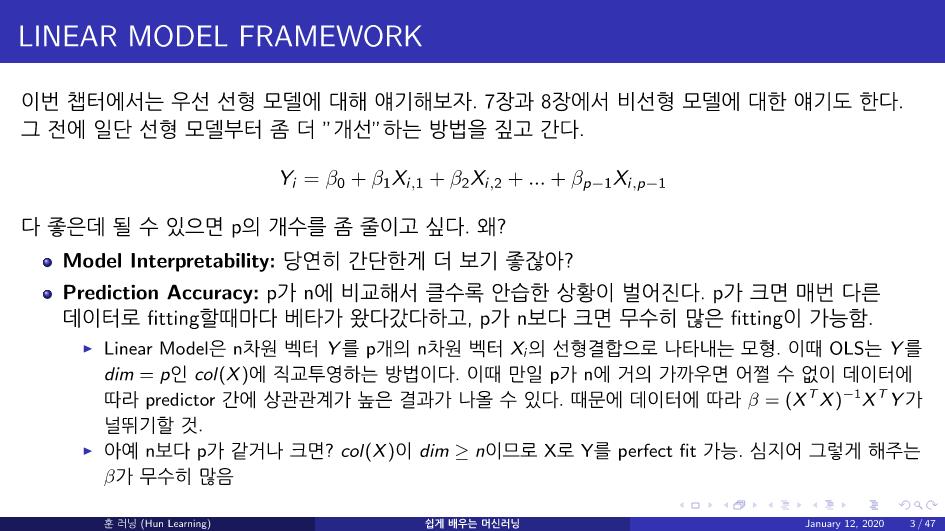 LINEAR MODEL FRAMEWORK
이번 챕터에서는 우선 선형 모델에 대해 얘기해보자. 7장과 8장에서 비선형 모델에 대한 얘기도 한다.
그 전에 일단 선형 모델부터 좀 더 ”개선”하는 방법을 짚고 간다.
Y_i = β_0 + β_1X_{i,1} + β_2X_{i,2} + ... + β_{p−1}X_{i,p−1}
다 좋은데 될 수 있으면 p의 개수를 좀 줄이고 싶다. 왜?
Model Interpretability: 당연히 간단한게 더 보기 좋잖아?
Prediction Accuracy: p가 n에 비교해서 클수록 안습한 상황이 벌어진다. p가 크면 매번 다른
데이터로 fitting할때마다 베타가 왔다갔다하고, p가 n보다 크면 무수히 많은 fitting이 가능함.
Linear Model은 n차원 벡터 Y를 p개의 n차원 벡터 X_i의 선형결합으로 나타내는 모형. 이때 OLS는 Y를
dim = p인 col(X)에 직교투영하는 방법이다. 이때 만일 p가 n에 거의 가까우면 어쩔 수 없이 데이터에
따라 predictor 간에 상관관계가 높은 결과가 나올 수 있다. 때문에 데이터에 따라 β = (X^T X)^{−1}X^T Y가
널뛰기할 것.
아예 n보다 p가 같거나 크면? col(X)이 dim ≥ n이므로 X로 Y를 perfect fit 가능. 심지어 그렇게 해주는
β가 무수히 많음
훈 러닝 (Hun Learning) 쉽게 배우는 머신러닝 January 12, 2020 3 / 47